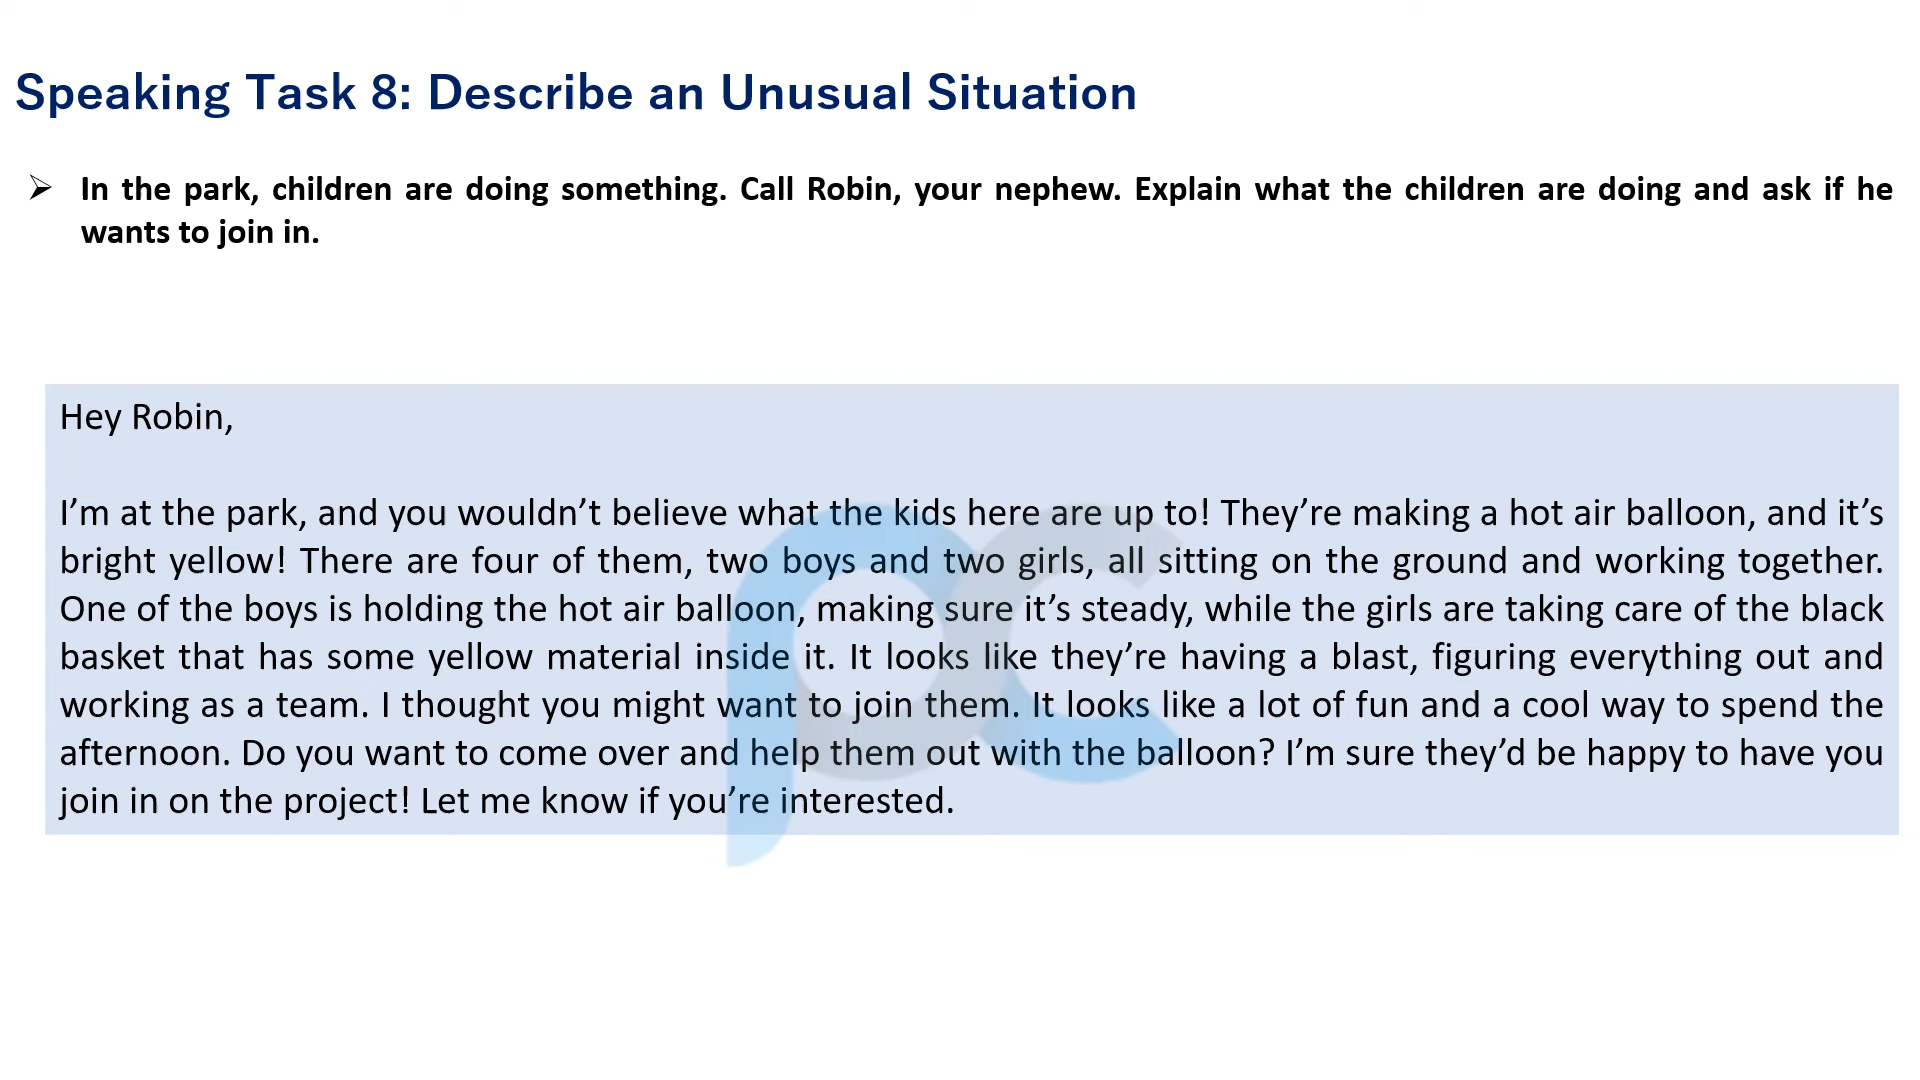 Speaking Task 8: Describe an Unusual Situation
➢ In the park, children are doing something. Call Robin, your nephew. Explain what the children are doing and ask if he
wants to join in.
Hey Robin,
I’m at the park, and you wouldn’t believe what the kids here are up to! They’re making a hot air balloon, and it’s
bright yellow! There are four of them, two boys and two girls, all sitting on the ground and working together.
One of the boys is holding the hot air balloon, making sure it’s steady, while the girls are taking care of the black
basket that has some yellow material inside it. It looks like they’re having a blast, figuring everything out and
working as a team. I thought you might want to join them. It looks like a lot of fun and a cool way to spend the
afternoon. Do you want to come over and help them out with the balloon? I’m sure they’d be happy to have you
join in on the project! Let me know if you’re interested.